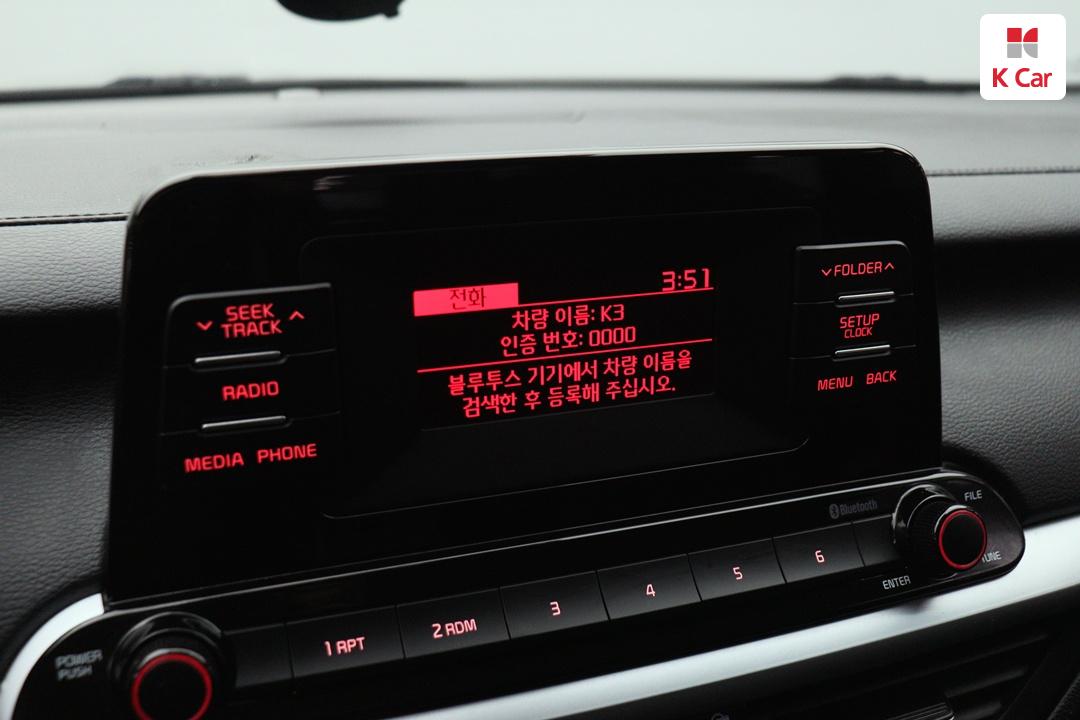 K Car
전화
3:51
차량 이름: K3
인증 번호: 0000
블루투스 기기에서 차량 이름을
검색한 후 등록해 주십시오.
SEEK
TRACK
RADIO
MEDIA PHONE
FOLDER
SETUP
CLOCK
MENU BACK
Bluetooth
FILE
TUNE
ENTER
1 RPT
2 RDM
3
4
5
6
POWER
PUSH